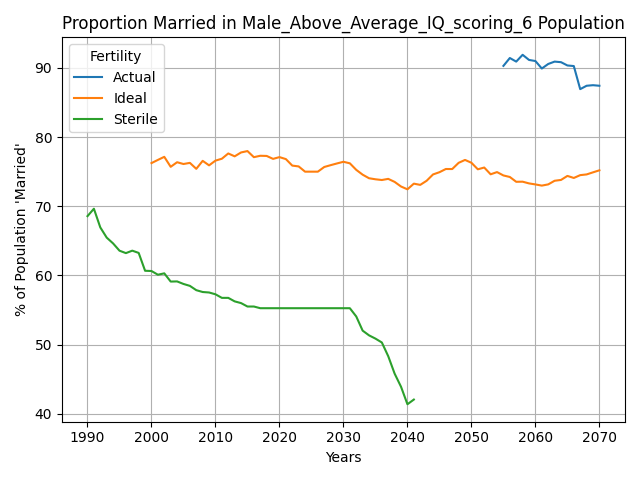 Proportion Married in Male_Above_Average_IQ_scoring_6 Population
Fertility
Actual
Ideal
Sterile
% of Population 'Married'
90
80
70
60
50
40
1990 2000 2010 2020 2030 2040 2050 2060 2070
Years